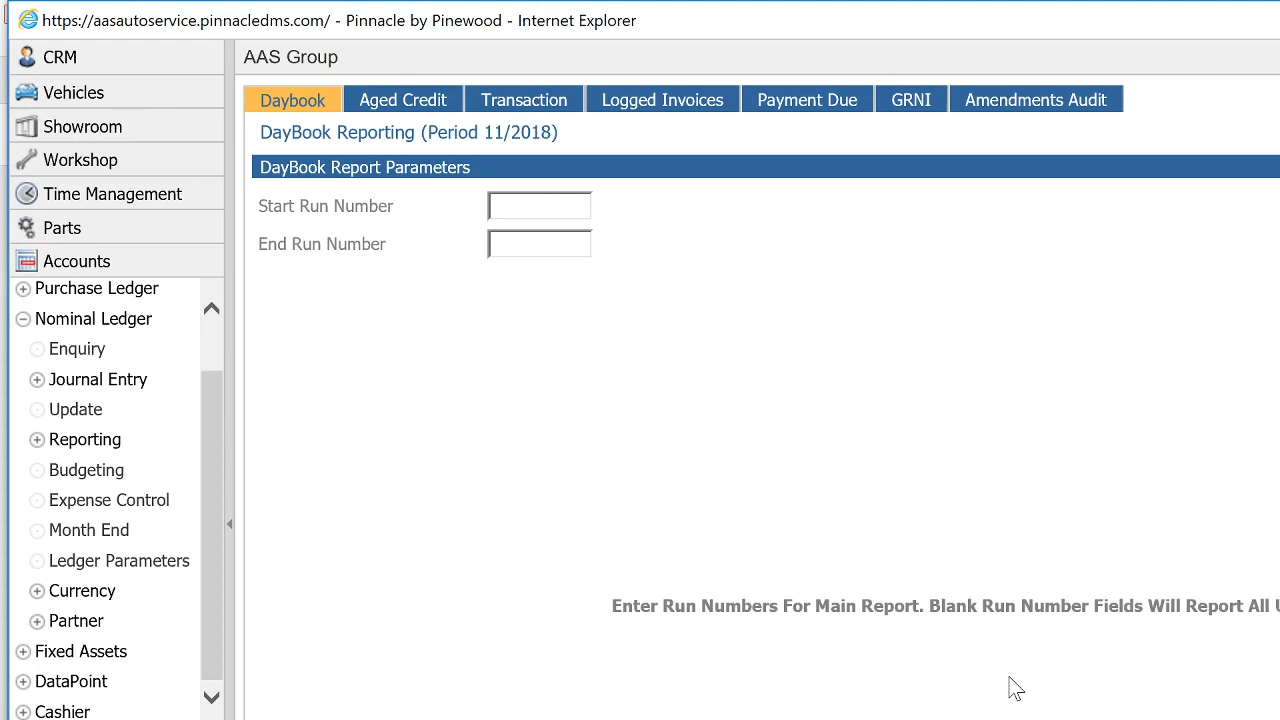 https://aasautoservice.pinnacledms.com/ - Pinnacle by Pinewood - Internet Explorer
CRM
Vehicles
Showroom
Workshop
Time Management
Parts
Accounts
Purchase Ledger
Nominal Ledger
Enquiry
Journal Entry
Update
Reporting
Budgeting
Expense Control
Month End
Ledger Parameters
Currency
Partner
Fixed Assets
DataPoint
Cashier
AAS Group
Daybook Aged Credit Transaction Logged Invoices Payment Due GRNI Amendments Audit
DayBook Reporting (Period 11/2018)
DayBook Report Parameters
Start Run Number
End Run Number
Enter Run Numbers For Main Report. Blank Run Number Fields Will Report All